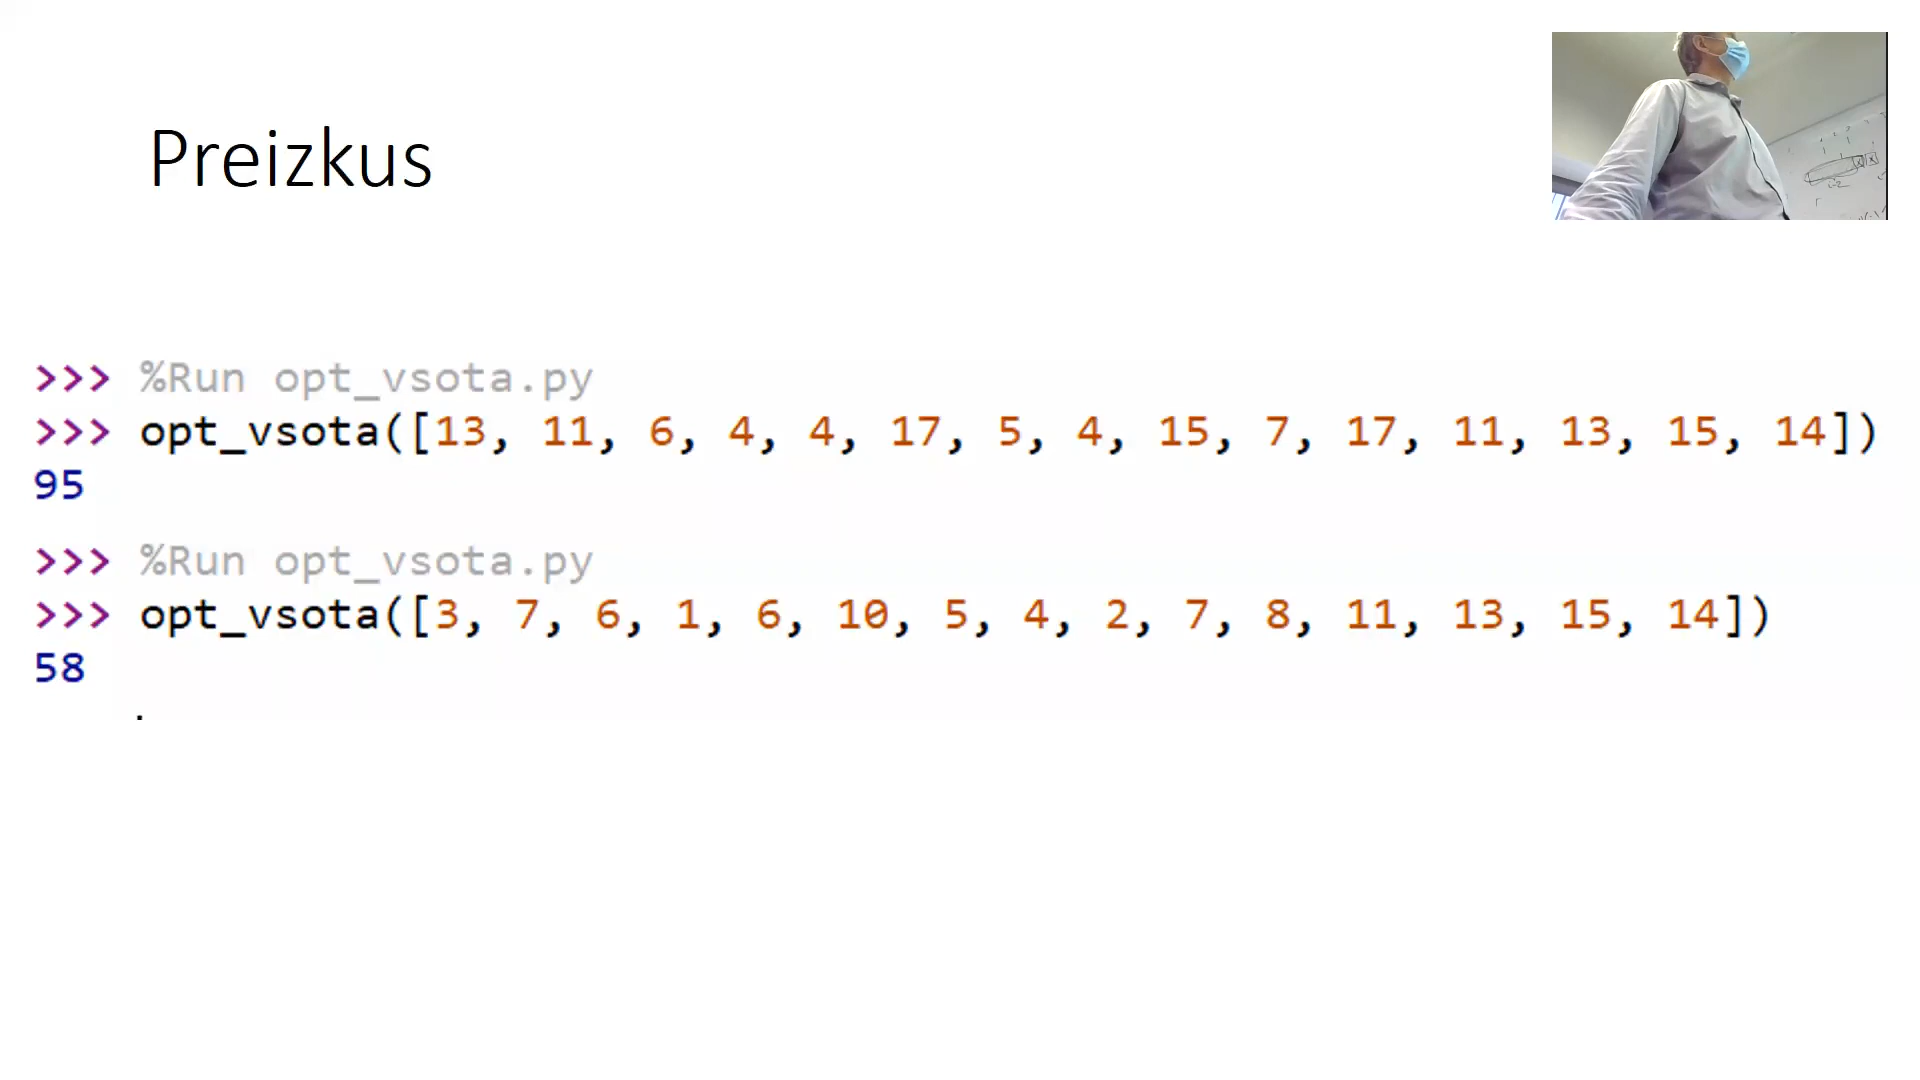 Preizkus
>>> %Run opt_vsota.py
>>> opt_vsota([13, 11, 6, 4, 4, 17, 5, 4, 15, 7, 17, 11, 13, 15, 14])
95
>>> %Run opt_vsota.py
>>> opt_vsota([3, 7, 6, 1, 6, 10, 5, 4, 2, 7, 8, 11, 13, 15, 14])
58
.